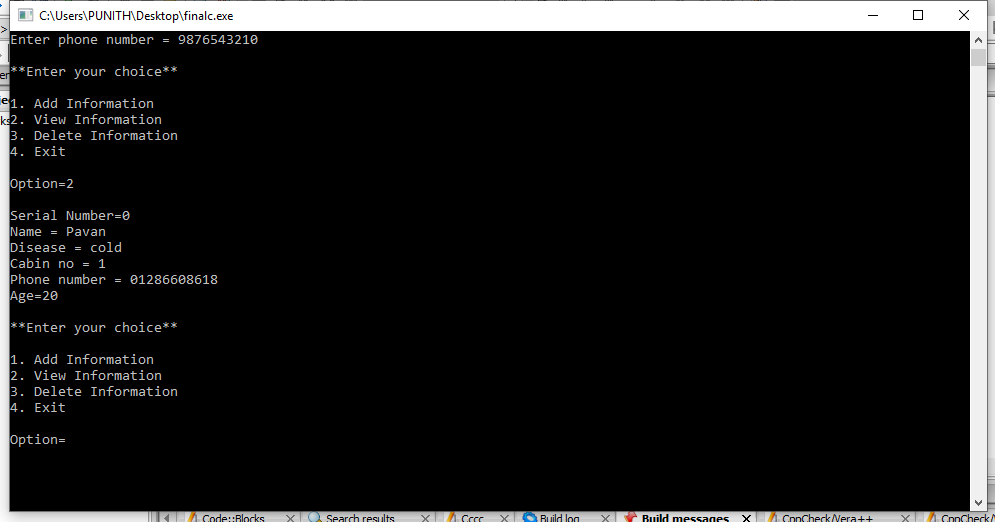 C:\Users\PUNITH\Desktop\finalc.exe
Enter phone number = 9876543210
**Enter your choice**
1. Add Information
2. View Information
3. Delete Information
4. Exit
Option=2
Serial Number=0
Name = Pavan
Disease = cold
Cabin no = 1
Phone number = 01286608618
Age=20
**Enter your choice**
1. Add Information
2. View Information
3. Delete Information
4. Exit
Option=
Code::Blocks Search results Cccc Build log Build messages CppCheck/Vera++ CppCheck/